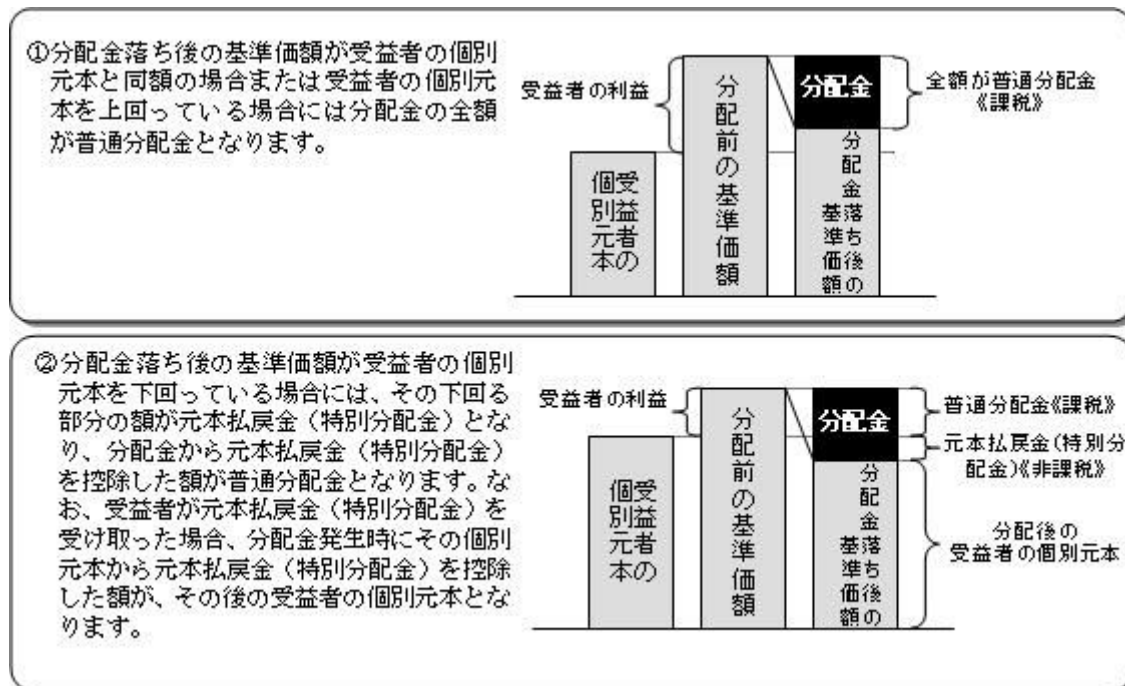 ①分配金落ち後の基準価額が受益者の個別
元本と同額の場合または受益者の個別元
本を上回っている場合には分配金の全額
が普通分配金となります。
受益者の利益
受益者の
個別元本
分配前の基準価額
分配金
分配金落ち後の
基準価額
全額が普通分配金
《課税》
②分配金落ち後の基準価額が受益者の個別
元本を下回っている場合には、その下回る
部分の額が元本払戻金（特別分配金）とな
り、分配金から元本払戻金（特別分配金）
を控除した額が普通分配金となります。な
お、受益者が元本払戻金（特別分配金）を
受け取った場合、分配金発生時にその個別
元本から元本払戻金（特別分配金）を控除
した額が、その後の受益者の個別元本とな
ります。
受益者の利益
受益者の
個別元本
分配前の基準価額
分配金
分配金落ち後の
基準価額
普通分配金《課税》
元本払戻金(特別分
配金)《非課税》
分配後の
受益者の個別元本